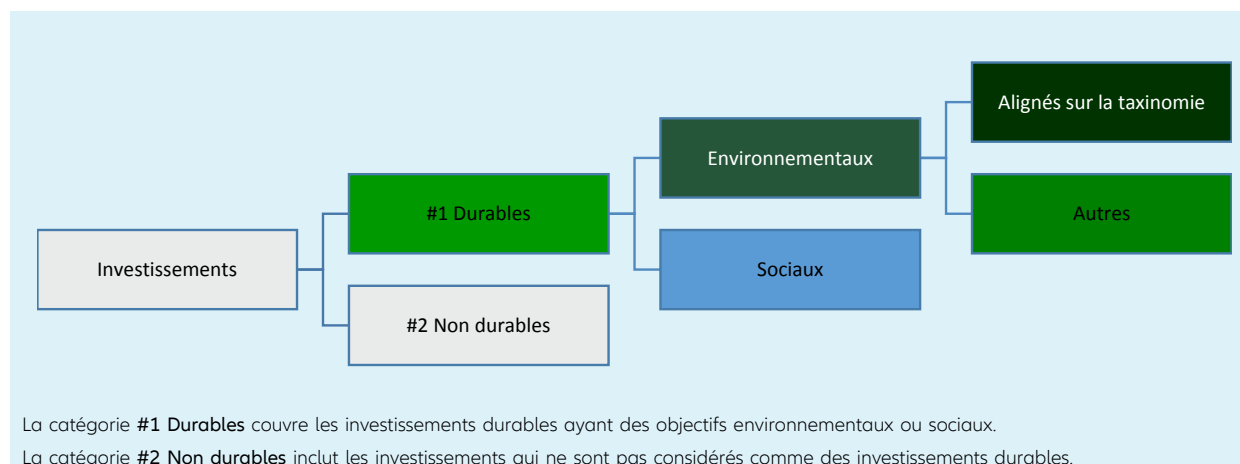 Alignés sur la taxinomie
Environnementaux
#1 Durables
Autres
Investissements
Sociaux
#2 Non durables
La catégorie #1 Durables couvre les investissements durables ayant des objectifs environnementaux ou sociaux.
La catégorie #2 Non durables inclut les investissements qui ne sont pas considérés comme des investissements durables.